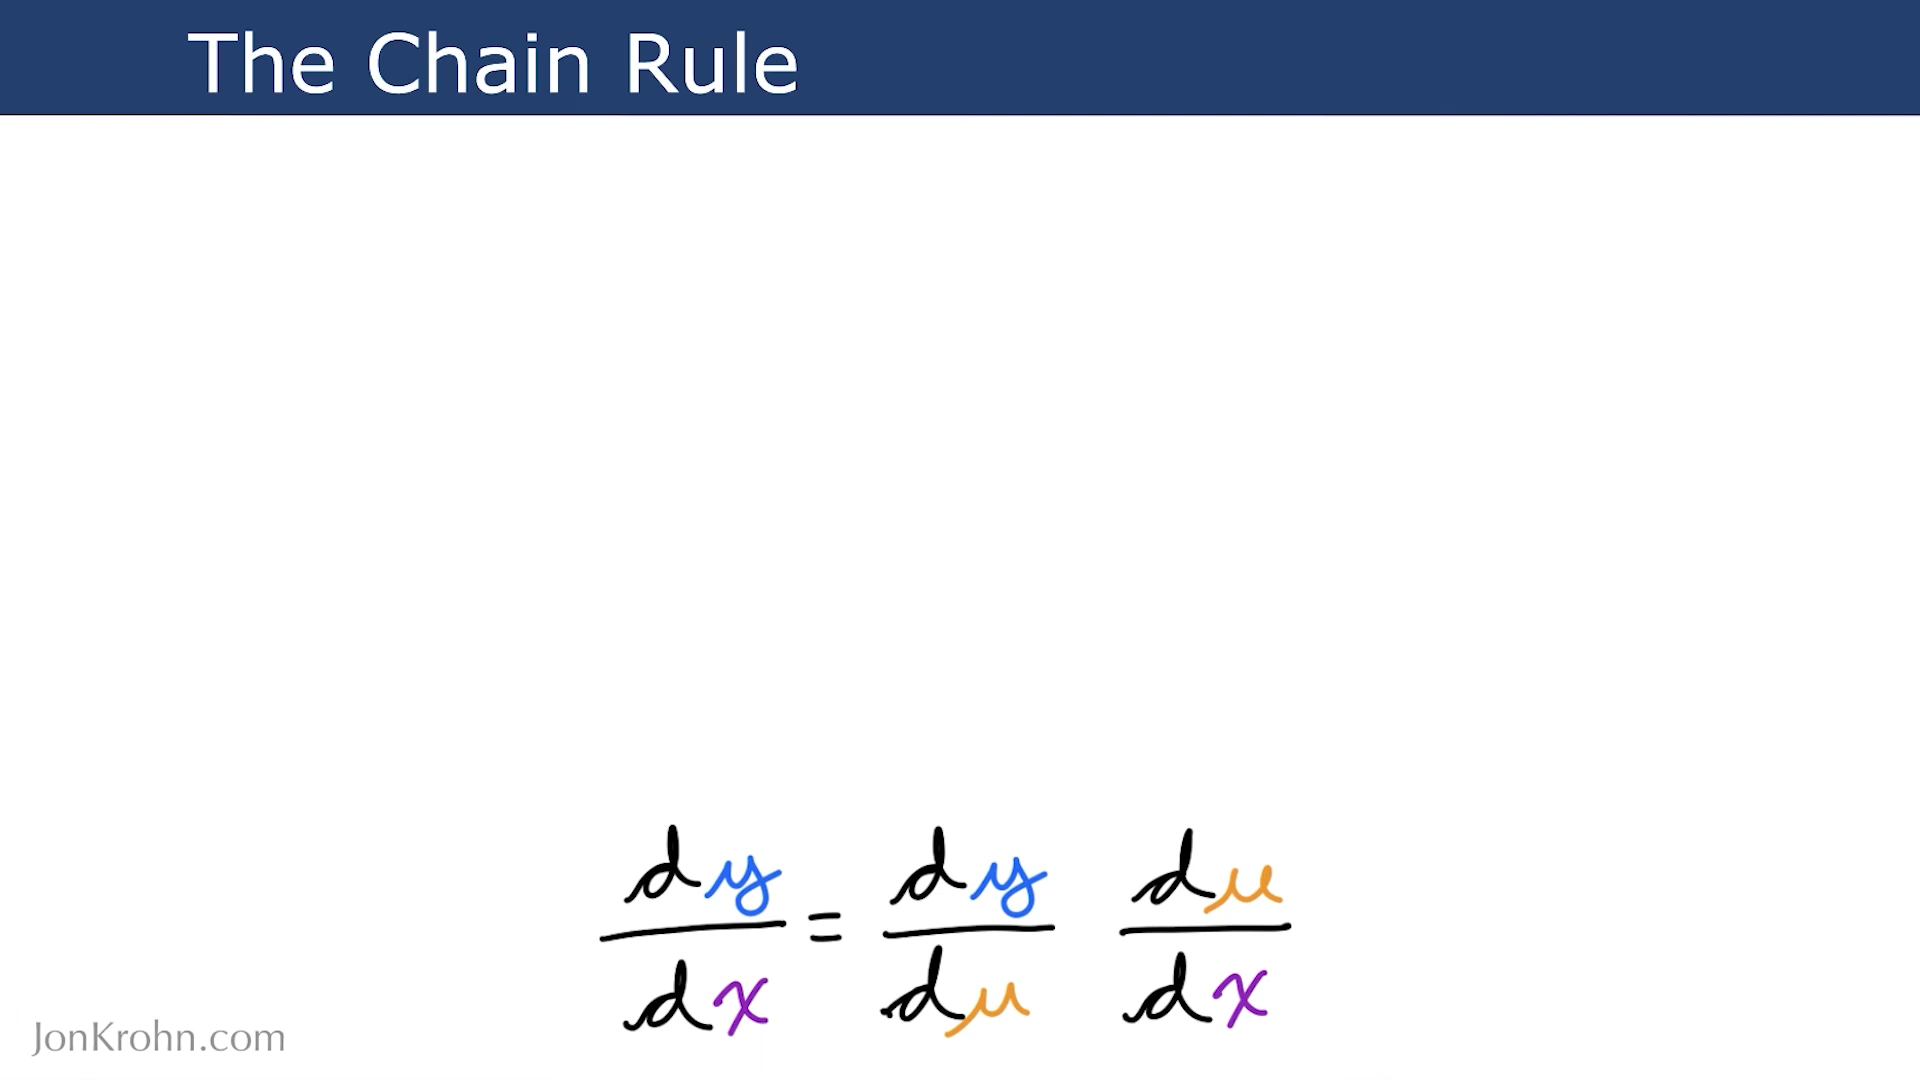 The Chain Rule
dy/dx = dy/du du/dx
JonKrohn.com